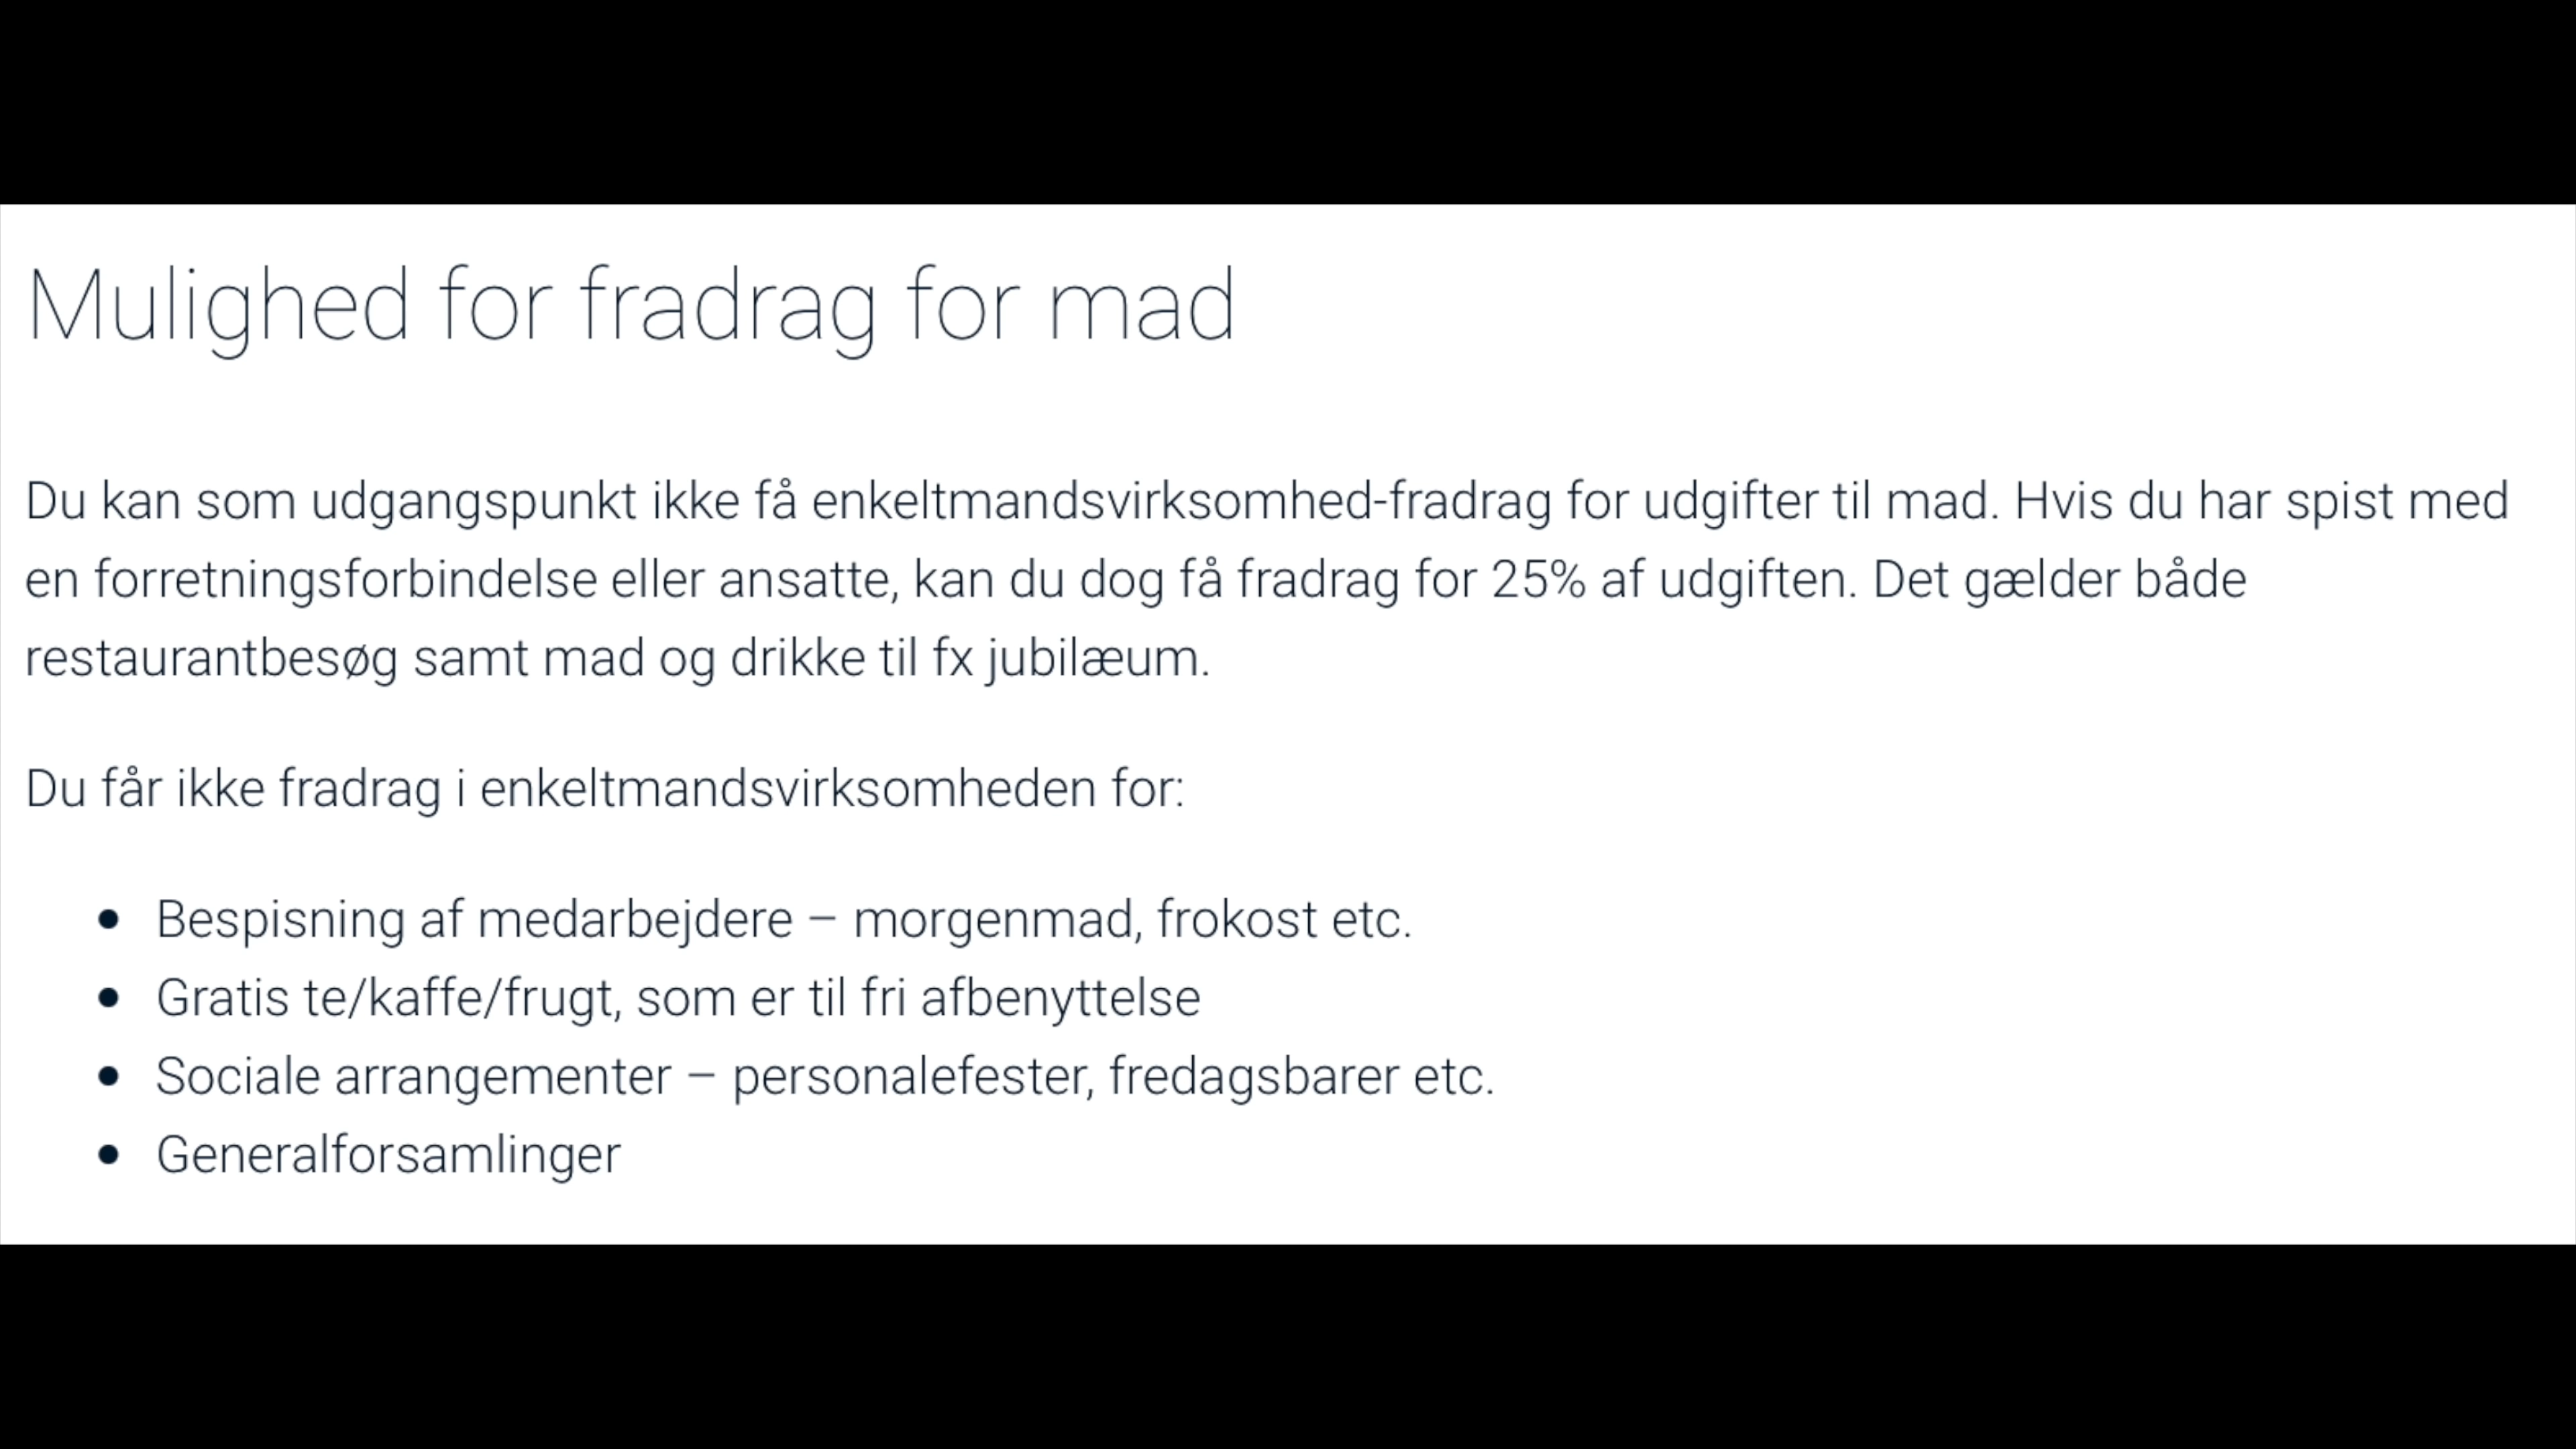 Mulighed for fradrag for mad
Du kan som udgangspunkt ikke få enkeltmandsvirksomhed-fradrag for udgifter til mad. Hvis du har spist med
en forretningsforbindelse eller ansatte, kan du dog få fradrag for 25% af udgiften. Det gælder både
restaurantbesøg samt mad og drikke til fx jubilæum.
Du får ikke fradrag i enkeltmandsvirksomheden for:
• Bespisning af medarbejdere – morgenmad, frokost etc.
• Gratis te/kaffe/frugt, som er til fri afbenyttelse
• Sociale arrangementer – personalefester, fredagsbarer etc.
• Generalforsamlinger